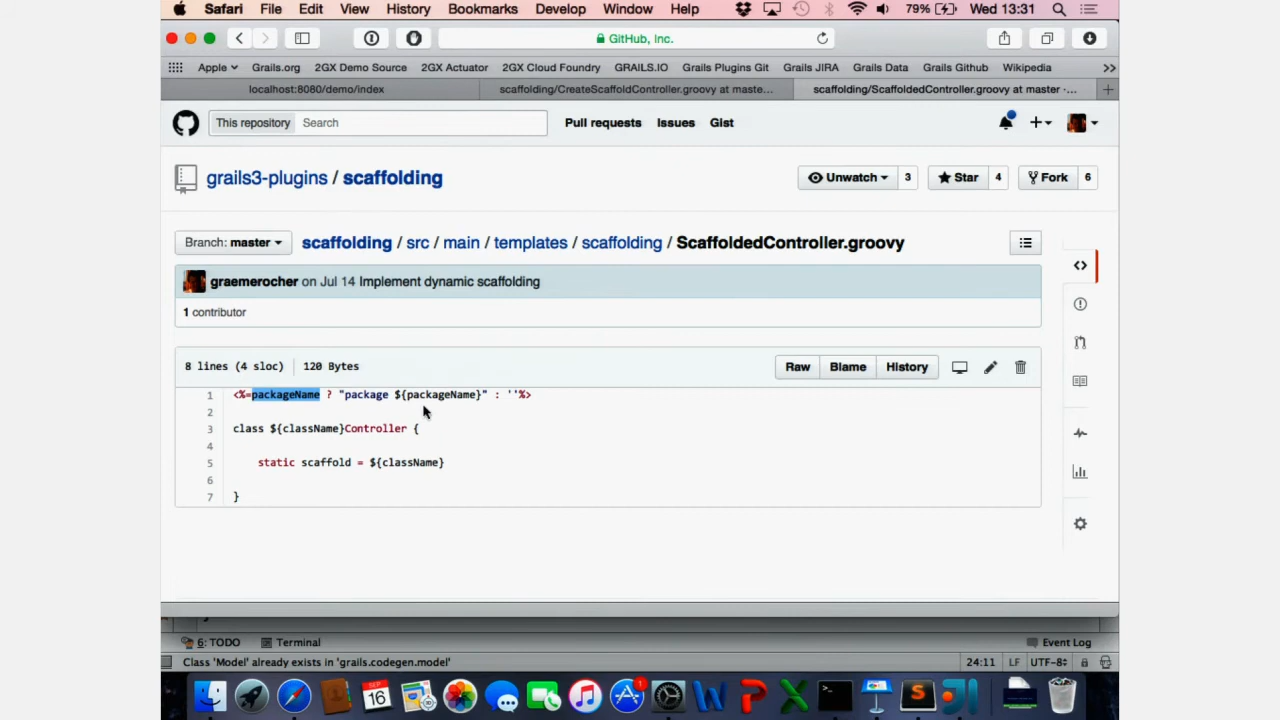 Safari File Edit View History Bookmarks Develop Window Help 79% Wed 13:31
GitHub, Inc.
Apple Grails.org 2GX Demo Source 2GX Actuator 2GX Cloud Foundry GRAILS.IO Grails Plugins Git Grails JIRA Grails Data Grails Github Wikipedia >>
localhost:8080/demo/index scaffolding/CreateScaffoldController.groovy at maste... scaffolding/ScaffoldedController.groovy at master · ...
This repository Search Pull requests Issues Gist
grails3-plugins / scaffolding Unwatch 3 Star 4 Fork 6
Branch: master scaffolding / src / main / templates / scaffolding / ScaffoldedController.groovy
graemerocher on Jul 14 Implement dynamic scaffolding
1 contributor
8 lines (4 sloc) 120 Bytes Raw Blame History
1 <%=packageName ? "package ${packageName}" : ''%>
2
3 class ${className}Controller {
4
5 static scaffold = ${className}
6
7 }
6: TODO Terminal Event Log
Class 'Model' already exists in 'grails.codegen.model' 24:11 LF UTF-8
SEP
16
1